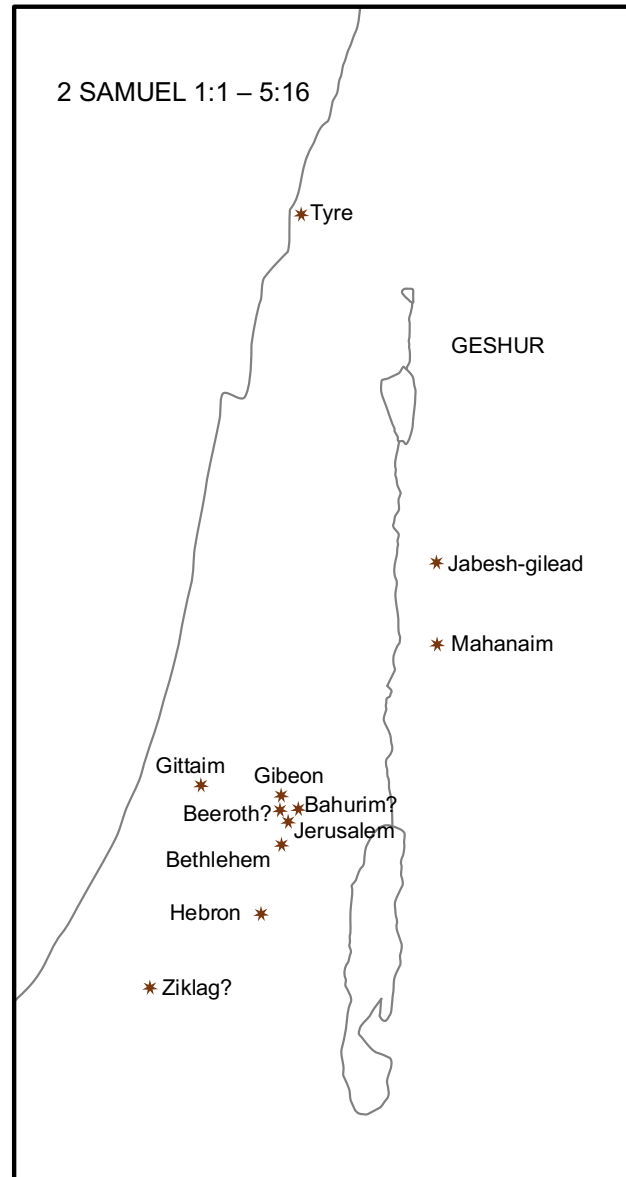 2 SAMUEL 1:1 – 5:16
Tyre
GESHUR
Jabesh-gilead
Mahanaim
Gittaim
Gibeon
Beeroth?
Bahurim?
Jerusalem
Bethlehem
Hebron
Ziklag?